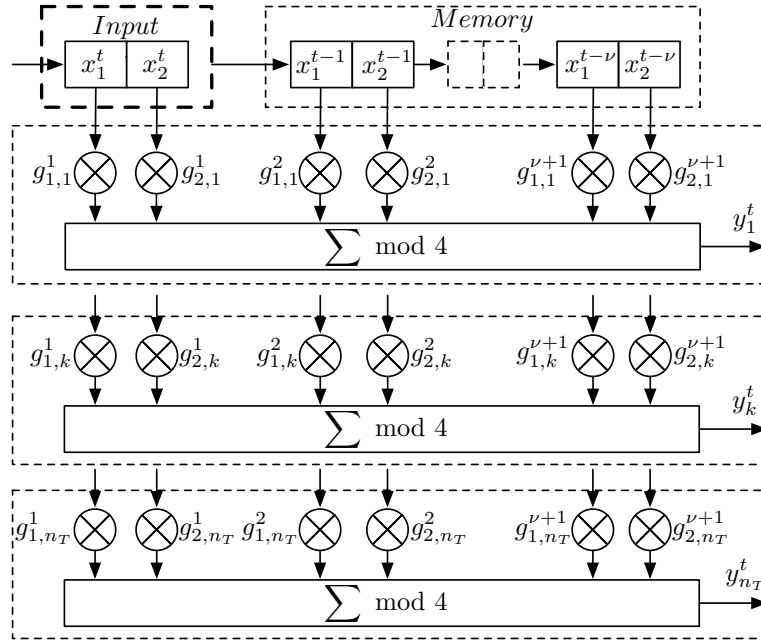 Input Memory
x_1^t x_2^t x_1^{t−1} x_2^{t−1} x_1^{t−ν} x_2^{t−ν}
g_{1,1}^1 g_{2,1}^1 g_{1,1}^2 g_{2,1}^2 g_{1,1}^{ν+1} g_{2,1}^{ν+1}
∑ mod 4 y_1^t
g_{1,k}^1 g_{2,k}^1 g_{1,k}^2 g_{2,k}^2 g_{1,k}^{ν+1} g_{2,k}^{ν+1}
∑ mod 4 y_k^t
g_{1,n_T}^1 g_{2,n_T}^1 g_{1,n_T}^2 g_{2,n_T}^2 g_{1,n_T}^{ν+1} g_{2,n_T}^{ν+1}
∑ mod 4 y_{n_T}^t